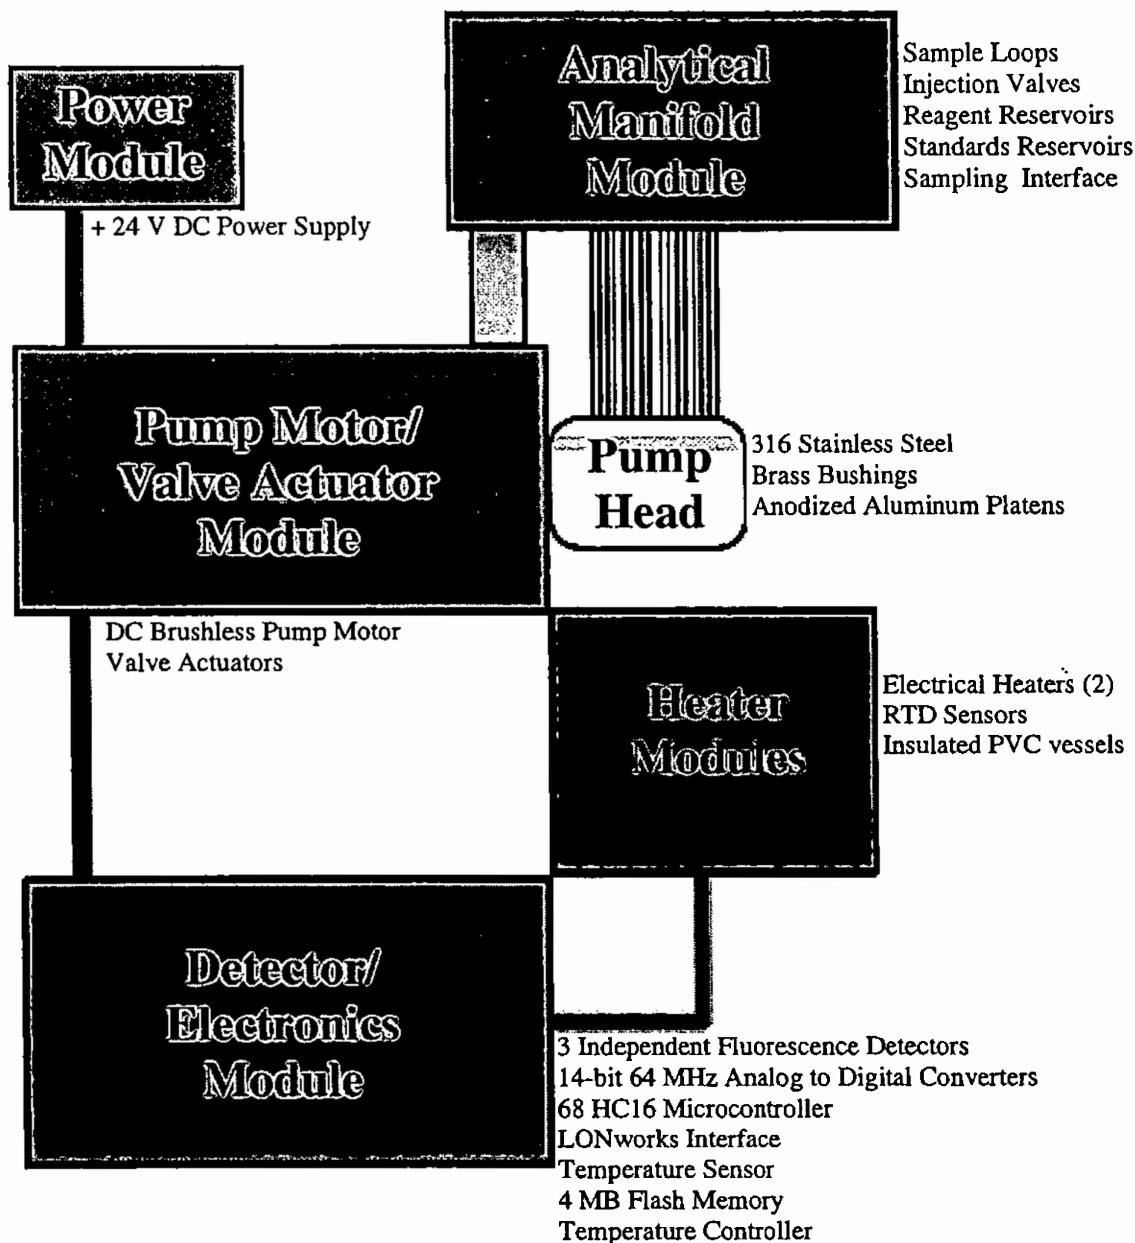 Power
Module
+ 24 V DC Power Supply
Analytical
Manifold
Module
Sample Loops
Injection Valves
Reagent Reservoirs
Standards Reservoirs
Sampling Interface
Pump Motor/
Valve Actuator
Module
Pump
Head
316 Stainless Steel
Brass Bushings
Anodized Aluminum Platens
DC Brushless Pump Motor
Valve Actuators
Heater
Modules
Electrical Heaters (2)
RTD Sensors
Insulated PVC vessels
Detector/
Electronics
Module
3 Independent Fluorescence Detectors
14-bit 64 MHz Analog to Digital Converters
68 HC16 Microcontroller
LONworks Interface
Temperature Sensor
4 MB Flash Memory
Temperature Controller